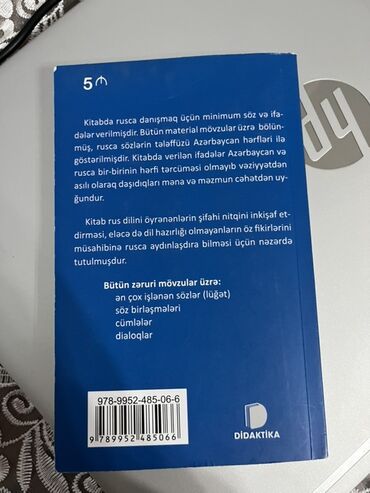 5 ₼
Kitabda rusca danışmaq üçün minimum söz və ifa-
dələr verilmişdir. Bütün material mövzular üzrə bölün-
müş, rusca sözlərin tələffüzü Azərbaycan hərfləri ilə
göstərilmişdir. Kitabda verilən ifadələr Azərbaycan və
rusca bir-birinin hərfi tərcüməsi olmayıb vəziyyətdən
asılı olaraq daşıdıqları məna və məzmun cəhətdən uy-
ğundur.
Kitab rus dilini öyrənənlərin şifahi nitqini inkişaf et-
dirməsi, eləcə də dil hazırlığı olmayanların öz fikirlərini
müsahibinə rusca aydınlaşdıra bilməsi üçün nəzərdə
tutulmuşdur.
Bütün zəruri mövzular üzrə:
ən çox işlənən sözlər (lüğət)
söz birləşmələri
cümlələr
dialoqlar
978-9952-485-06-6
9 789952 485066
DİDAKTİKA
hp